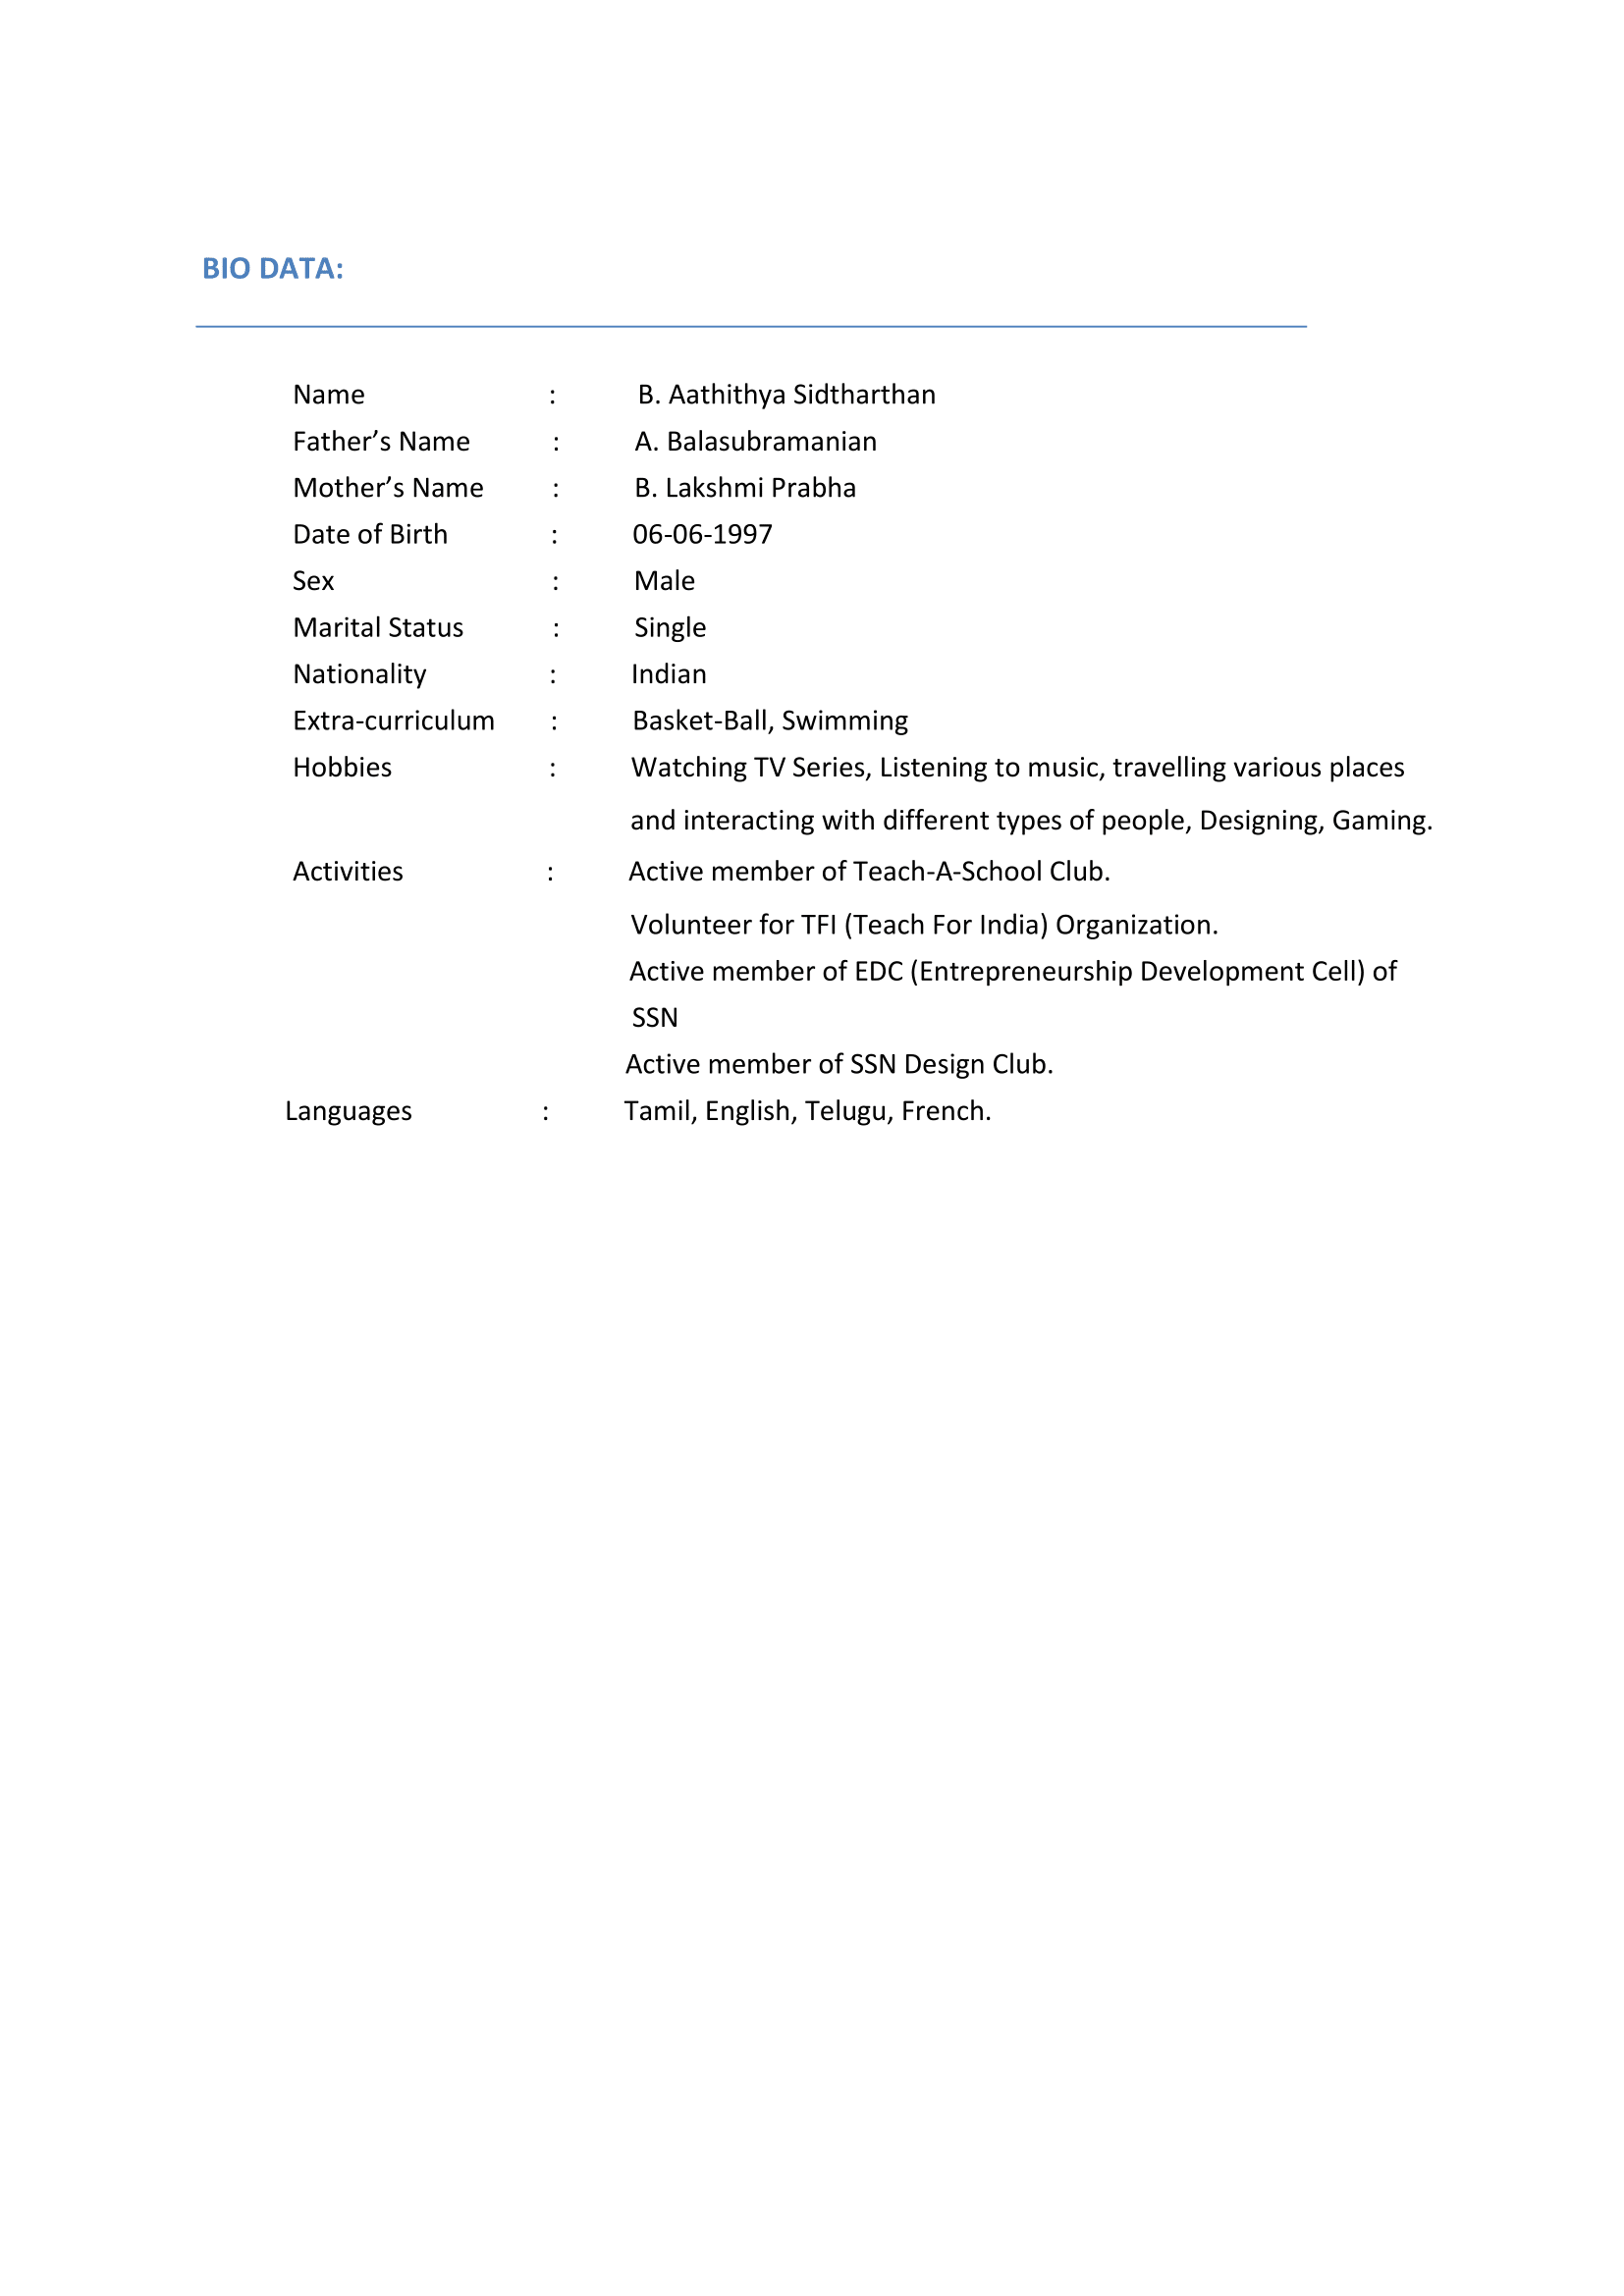 BIO DATA:
Name : B. Aathithya Sidtharthan
Father’s Name : A. Balasubramanian
Mother’s Name : B. Lakshmi Prabha
Date of Birth : 06-06-1997
Sex : Male
Marital Status : Single
Nationality : Indian
Extra-curriculum : Basket-Ball, Swimming
Hobbies : Watching TV Series, Listening to music, travelling various places
and interacting with different types of people, Designing, Gaming.
Activities : Active member of Teach-A-School Club.
Volunteer for TFI (Teach For India) Organization.
Active member of EDC (Entrepreneurship Development Cell) of
SSN
Active member of SSN Design Club.
Languages : Tamil, English, Telugu, French.